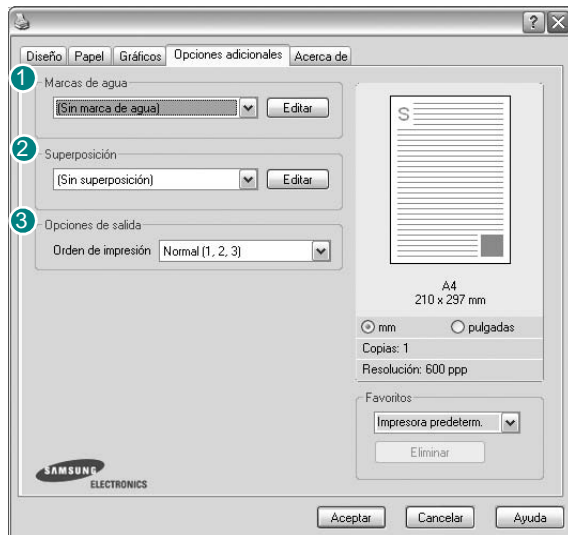 Diseño Papel Gráficos Opciones adicionales Acerca de
1 Marcas de agua
(Sin marca de agua) Editar
2 Superposición
(Sin superposición) Editar
3 Opciones de salida
Orden de impresión Normal (1, 2, 3)
S
A4
210 x 297 mm
mm pulgadas
Copias: 1
Resolución: 600 ppp
Favoritos
Impresora predeterm.
Eliminar
SAMSUNG
ELECTRONICS
Aceptar Cancelar Ayuda